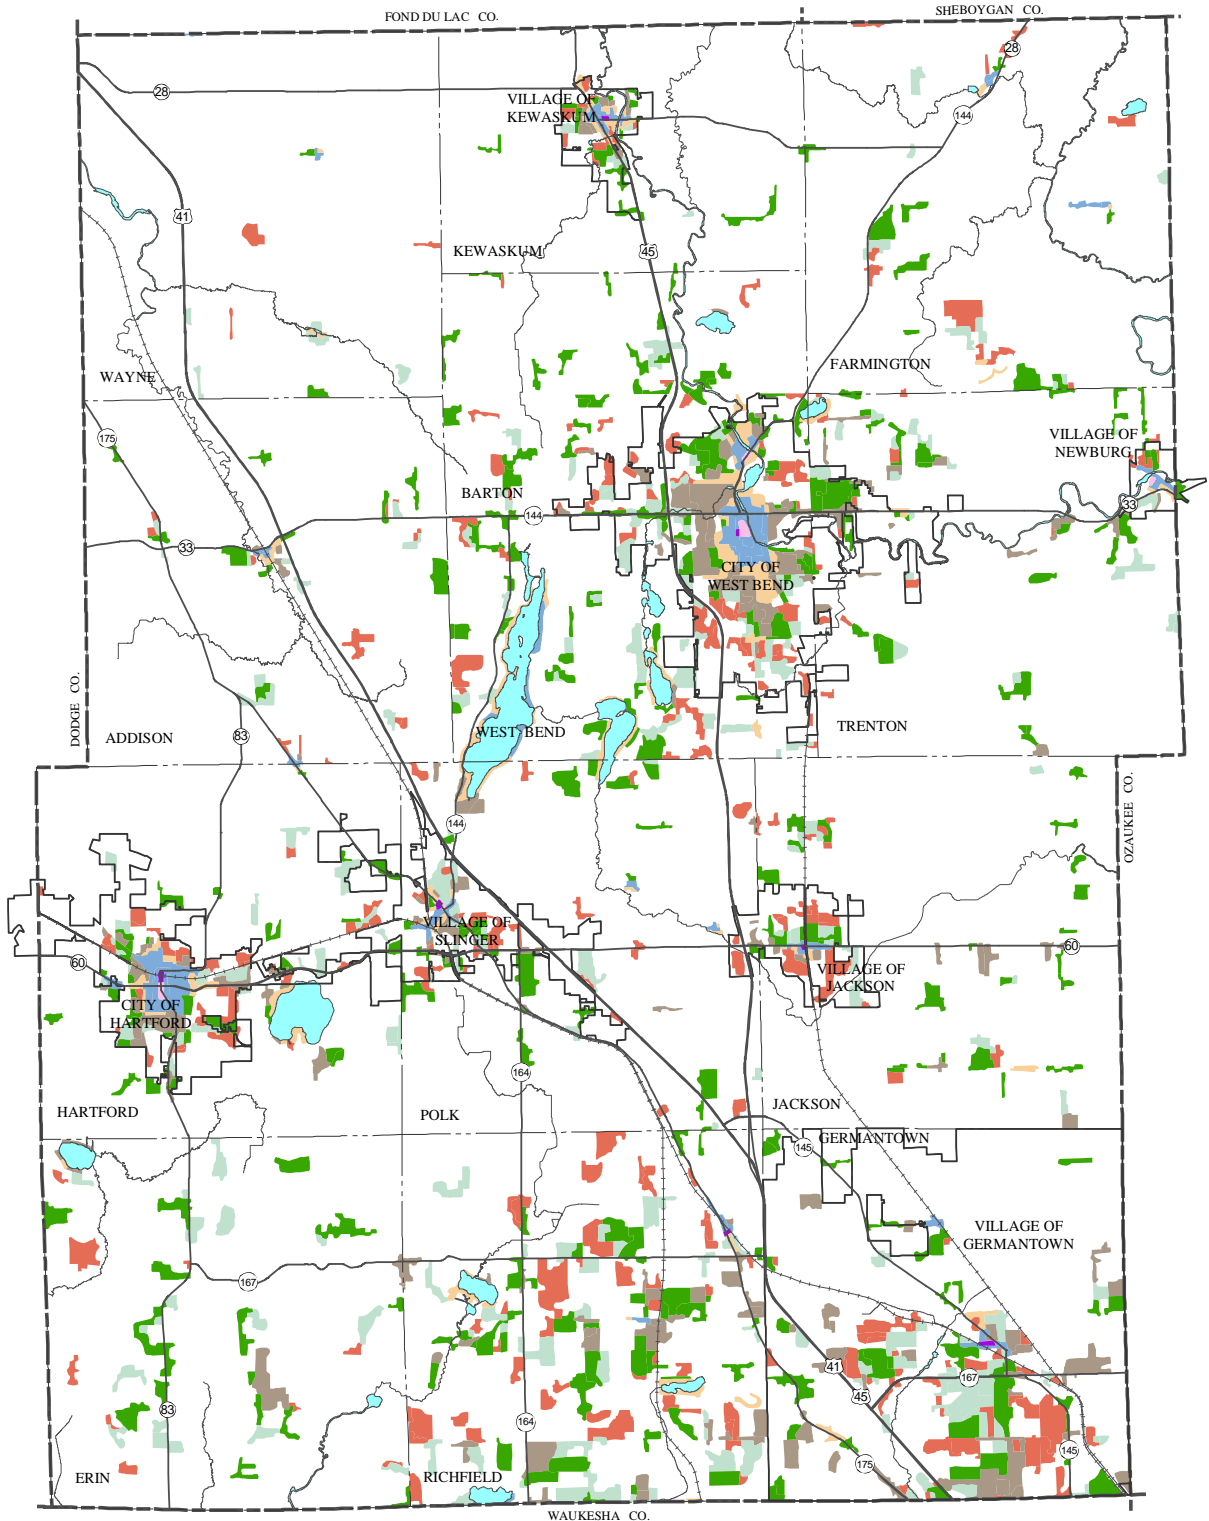 FOND DU LAC CO.
SHEBOYGAN CO.
28
28
144
VILLAGE OF
KEWASKUM
41
45
KEWASKUM
WAYNE
FARMINGTON
175
VILLAGE OF
NEWBURG
BARTON
144
33
33
CITY OF
WEST BEND
DODGE CO.
ADDISON
83
WEST BEND
TRENTON
144
OZAUKEE CO.
VILLAGE OF
SLINGER
60
60
VILLAGE OF
JACKSON
CITY OF
HARTFORD
164
HARTFORD
POLK
JACKSON
GERMANTOWN
145
VILLAGE OF
GERMANTOWN
167
41
45
167
83
164
145
175
ERIN
RICHFIELD
WAUKESHA CO.